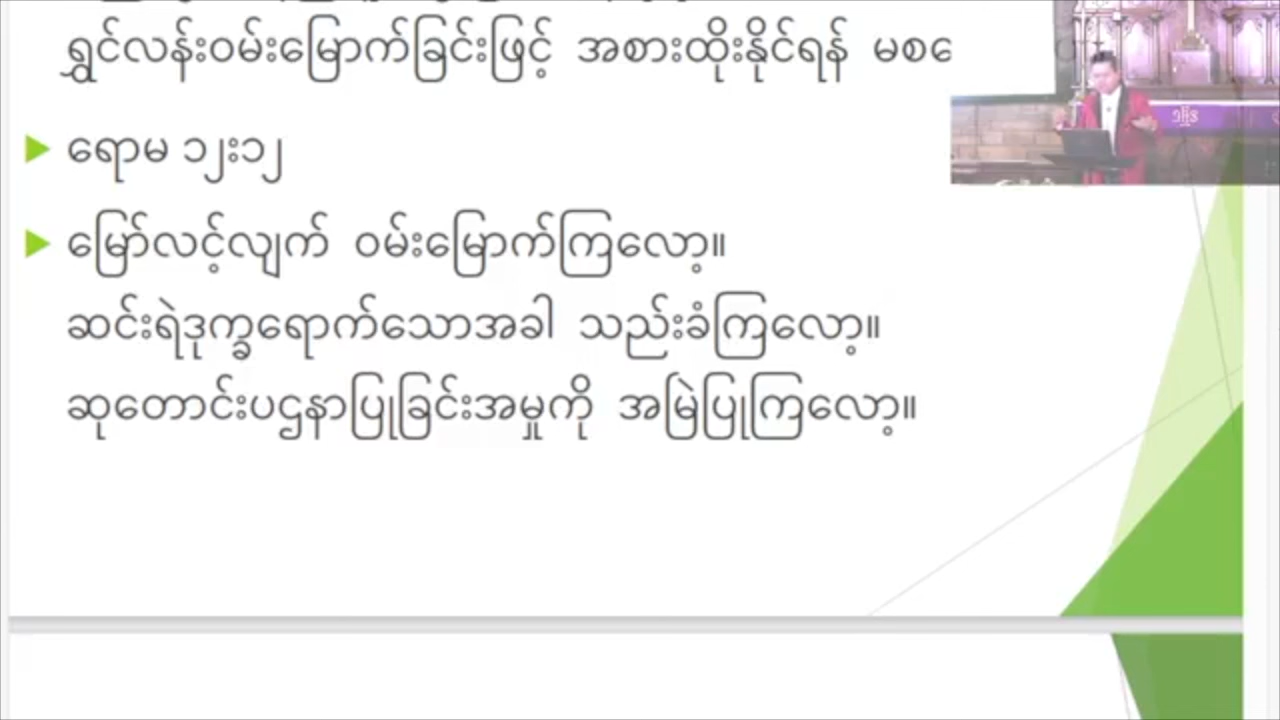 ရွှင်လန်းဝမ်းမြောက်ခြင်းဖြင့် အစားထိုးနိုင်ရန်
ရောမ ၁၂း၁၂
မြော်လင့်လျက် ဝမ်းမြောက်ကြလော့။
ဆင်းရဲဒုက္ခရောက်သောအခါ သည်းခံကြလော့။
ဆုတောင်းပဌနာပြုခြင်းအမှုကို အမြဲပြုကြလော့။